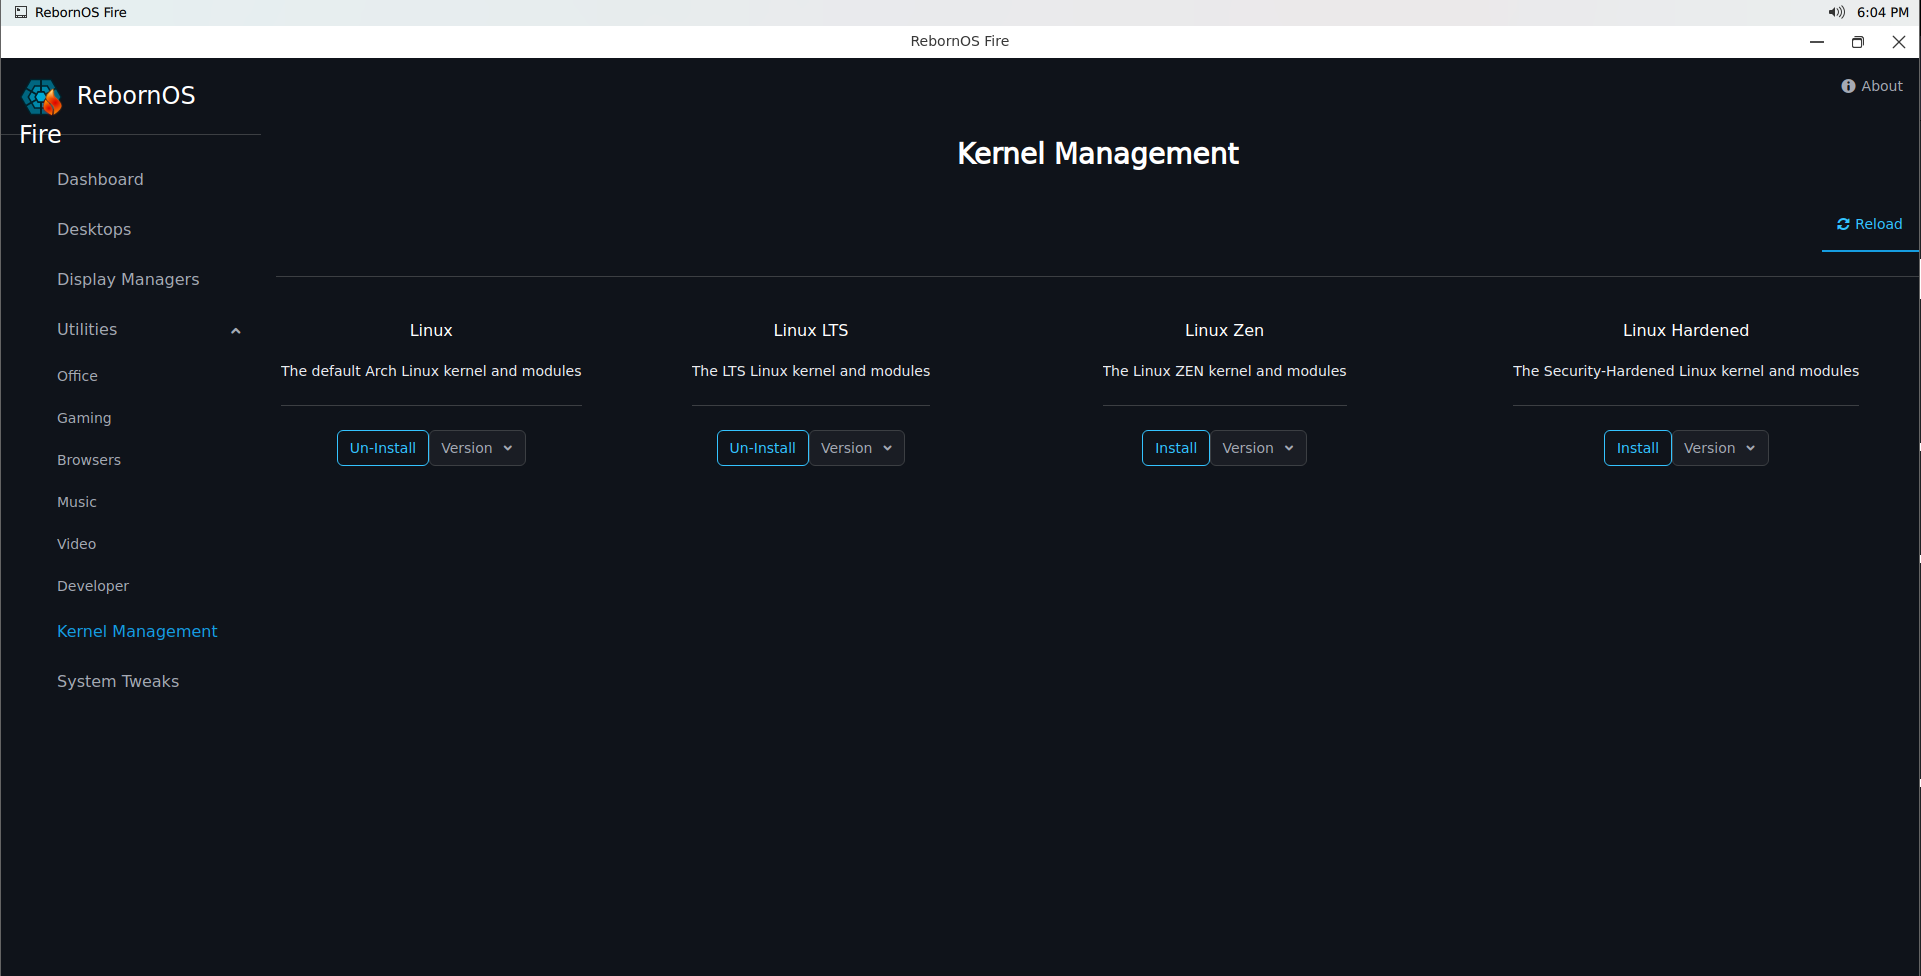 RebornOS Fire
6:04 PM
RebornOS Fire
RebornOS
Fire
About
Dashboard
Desktops
Display Managers
Utilities
Office
Gaming
Browsers
Music
Video
Developer
Kernel Management
System Tweaks
Kernel Management
Reload
Linux
The default Arch Linux kernel and modules
Un-Install
Version
Linux LTS
The LTS Linux kernel and modules
Un-Install
Version
Linux Zen
The Linux ZEN kernel and modules
Install
Version
Linux Hardened
The Security-Hardened Linux kernel and modules
Install
Version